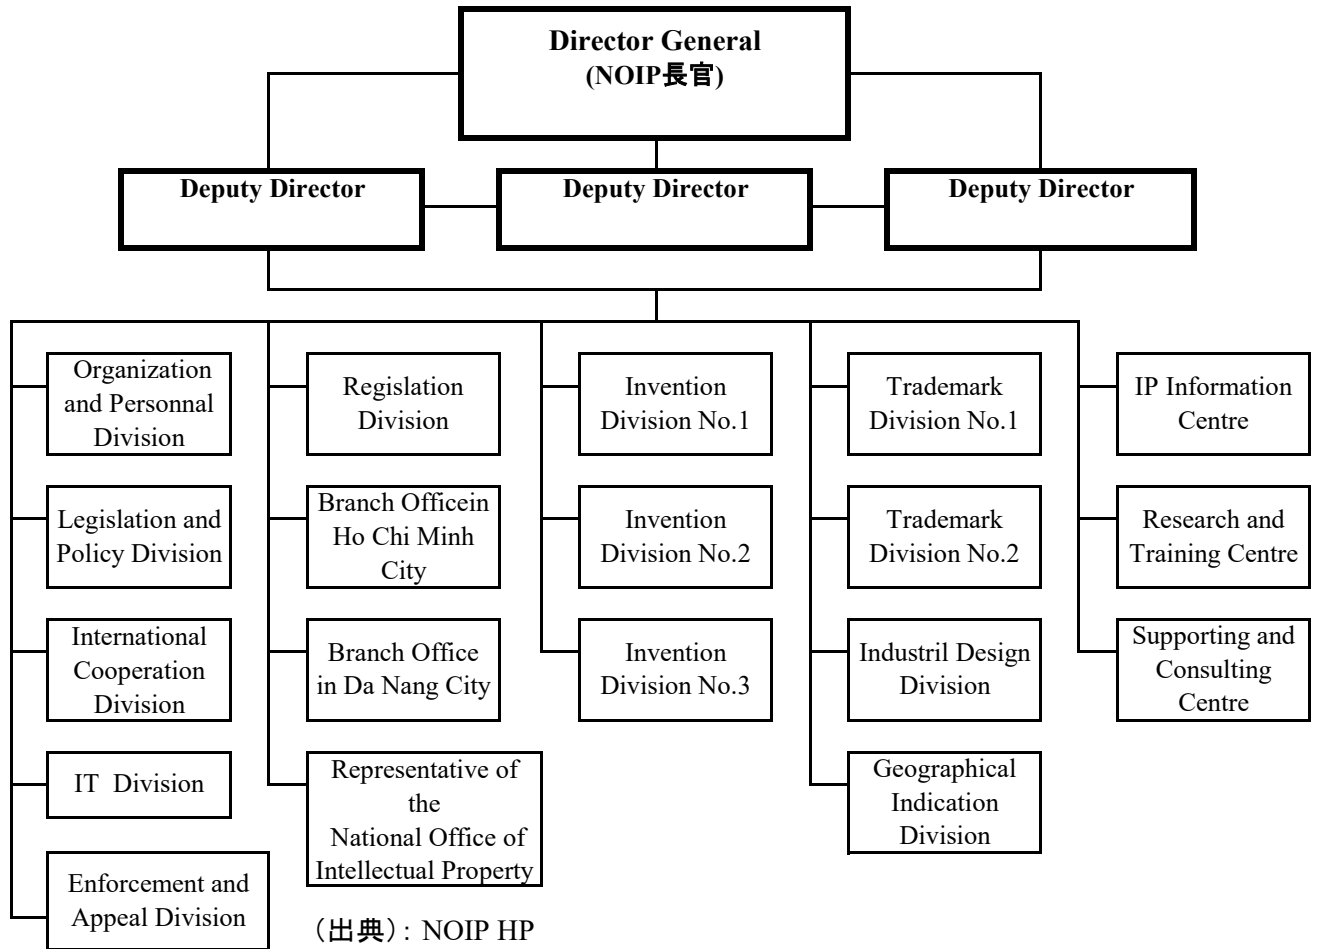 Director General
(NOIP長官)
Deputy Director
Deputy Director
Deputy Director
Organization
and Personnal
Division
Legislation and
Policy Division
International
Cooperation
Division
IT Division
Enforcement and
Appeal Division
Regislation
Division
Branch Officein
Ho Chi Minh
City
Branch Office
in Da Nang City
Representative of
the
National Office of
Intellectual Property
Invention
Division No.1
Invention
Division No.2
Invention
Division No.3
Trademark
Division No.1
Trademark
Division No.2
Industril Design
Division
Geographical
Indication
Division
IP Information
Centre
Research and
Training Centre
Supporting and
Consulting
Centre
（出典）: NOIP HP